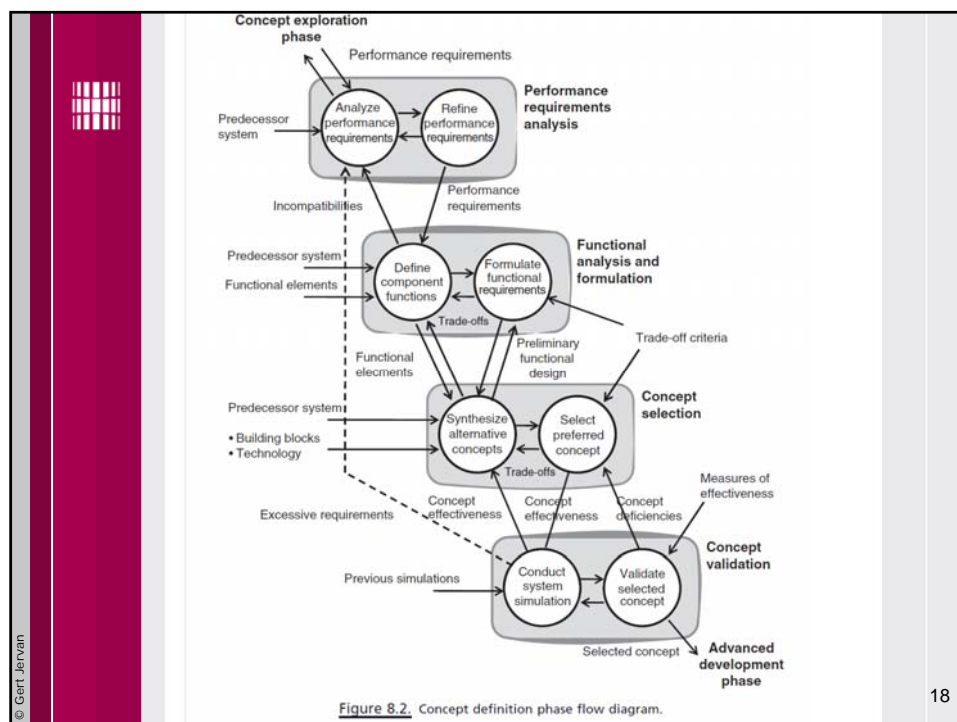 Concept exploration
phase
Performance requirements
Analyze
performance
requirements
Refine
performance
requirements
Performance
requirements
analysis
Predecessor
system
Incompatibilities
Performance
requirements
Predecessor system
Functional elements
Define
component
functions
Formulate
functional
requirements
Functional
analysis and
formulation
Trade-offs
Functional
elements
Preliminary
functional
design
Trade-off criteria
Predecessor system
• Building blocks
• Technology
Synthesize
alternative
concepts
Select
preferred
concept
Concept
selection
Trade-offs
Excessive requirements
Concept
effectiveness
Concept
effectiveness
Concept
deficiencies
Measures of
effectiveness
Previous simulations
Conduct
system
simulation
Validate
selected
concept
Concept
validation
Selected concept
Advanced
development
phase
Figure 8.2. Concept definition phase flow diagram.
© Gert Jervan
18